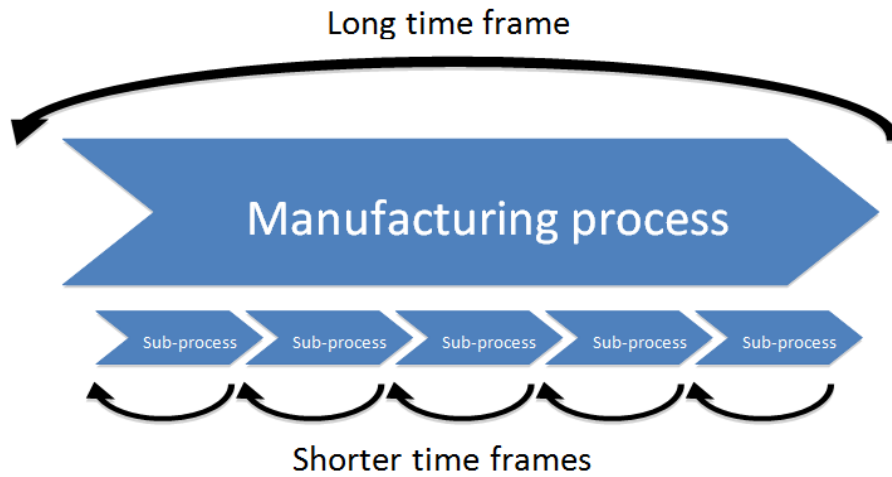 Long time frame
Manufacturing process
Sub-process
Sub-process
Sub-process
Sub-process
Sub-process
Shorter time frames